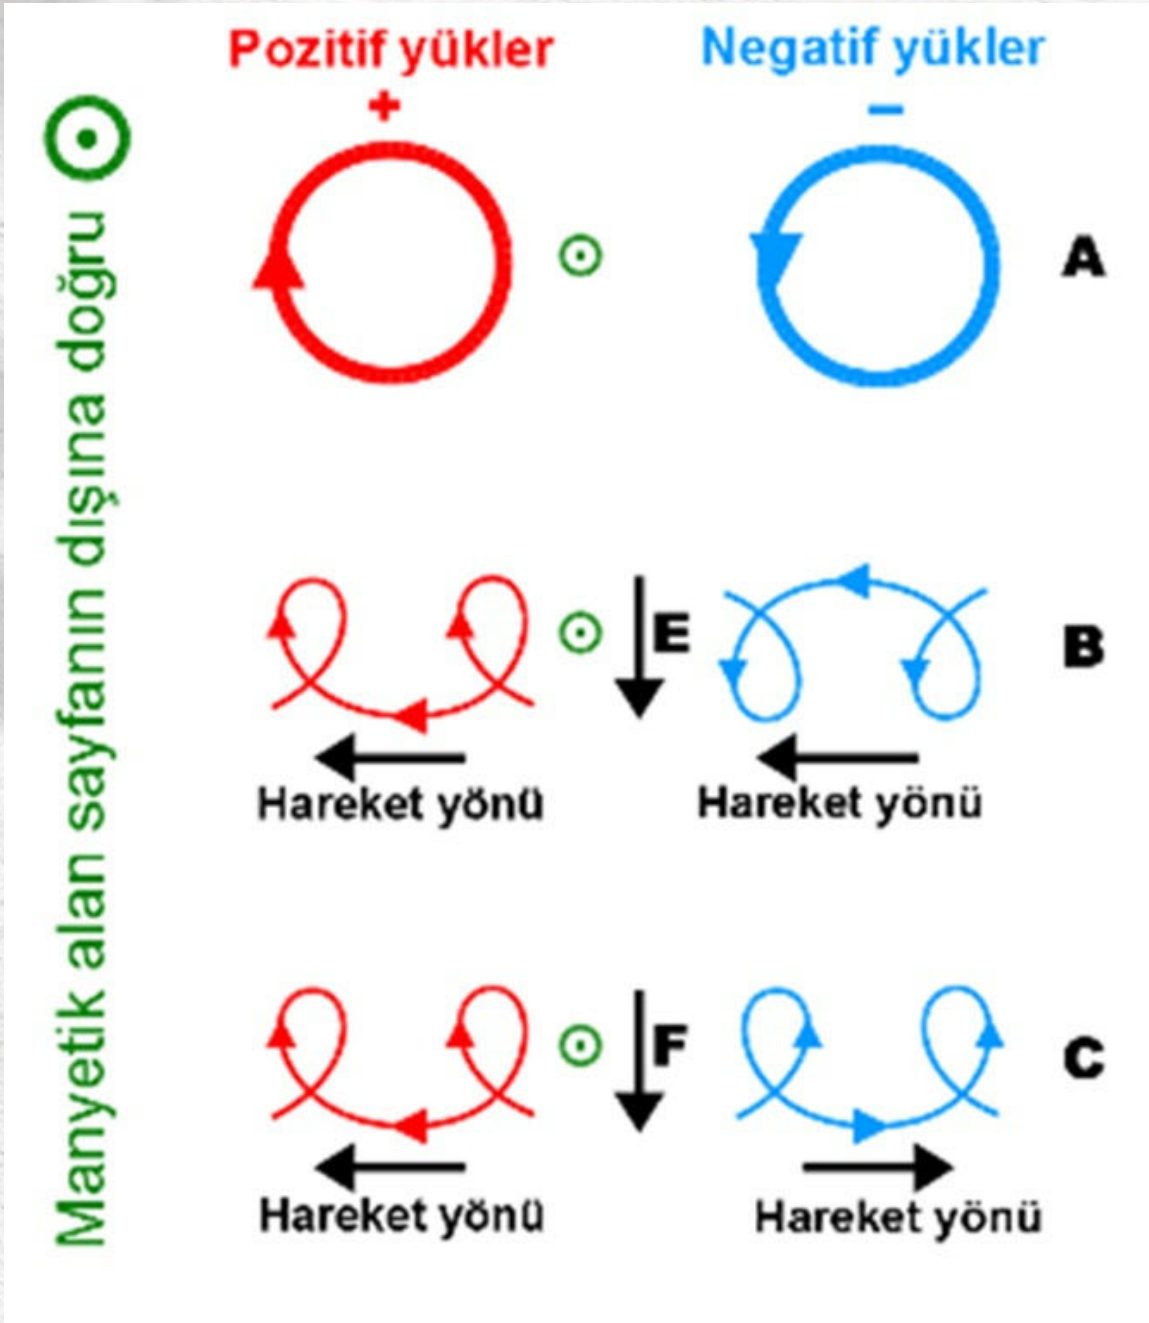 Pozitif yükler
+
Negatif yükler
−
Manyetik alan sayfanın dışına doğru
A
E
B
Hareket yönü
Hareket yönü
F
C
Hareket yönü
Hareket yönü